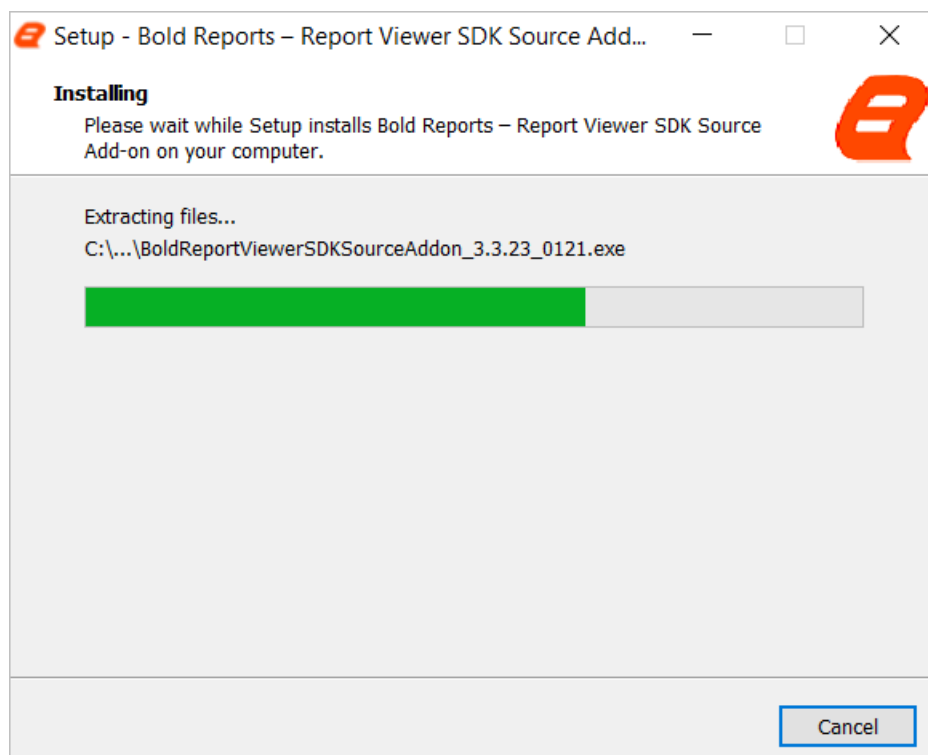 Setup - Bold Reports – Report Viewer SDK Source Add...
Installing
Please wait while Setup installs Bold Reports – Report Viewer SDK Source
Add-on on your computer.
Extracting files...
C:\...\BoldReportViewerSDKSourceAddon_3.3.23_0121.exe
Cancel